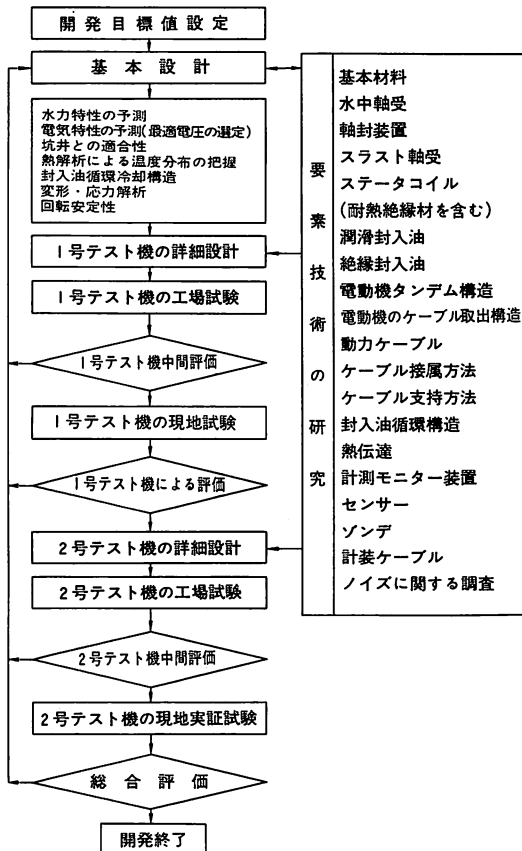 開発目標値設定
基本設計
水力特性の予測
電気特性の予測(最適電圧の選定)
坑井との適合性
熱解析による温度分布の把握
封入油循環冷却構造
変形・応力解析
回転安定性
1号テスト機の詳細設計
1号テスト機の工場試験
1号テスト機中間評価
1号テスト機の現地試験
1号テスト機による評価
2号テスト機の詳細設計
2号テスト機の工場試験
2号テスト機中間評価
2号テスト機の現地実証試験
総合評価
開発終了
要素技術の研究
基本材料
水中軸受
軸封装置
スラスト軸受
ステータコイル
(耐熱絶縁材を含む)
潤滑封入油
絶縁封入油
電動機タンデム構造
電動機のケーブル取出構造
動力ケーブル
ケーブル接属方法
ケーブル支持方法
封入油循環構造
熱伝達
計測モニター装置
センサー
ゾンデ
計装ケーブル
ノイズに関する調査